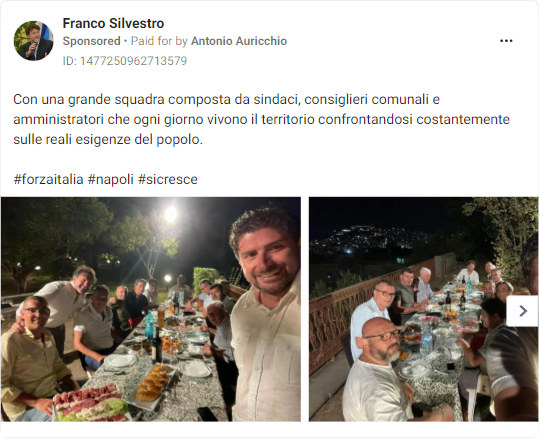 Franco Silvestro
Sponsored • Paid for by Antonio Auricchio
ID: 1477250962713579
Con una grande squadra composta da sindaci, consiglieri comunali e
amministratori che ogni giorno vivono il territorio confrontandosi costantemente
sulle reali esigenze del popolo.
#forzaitalia #napoli #sicresce